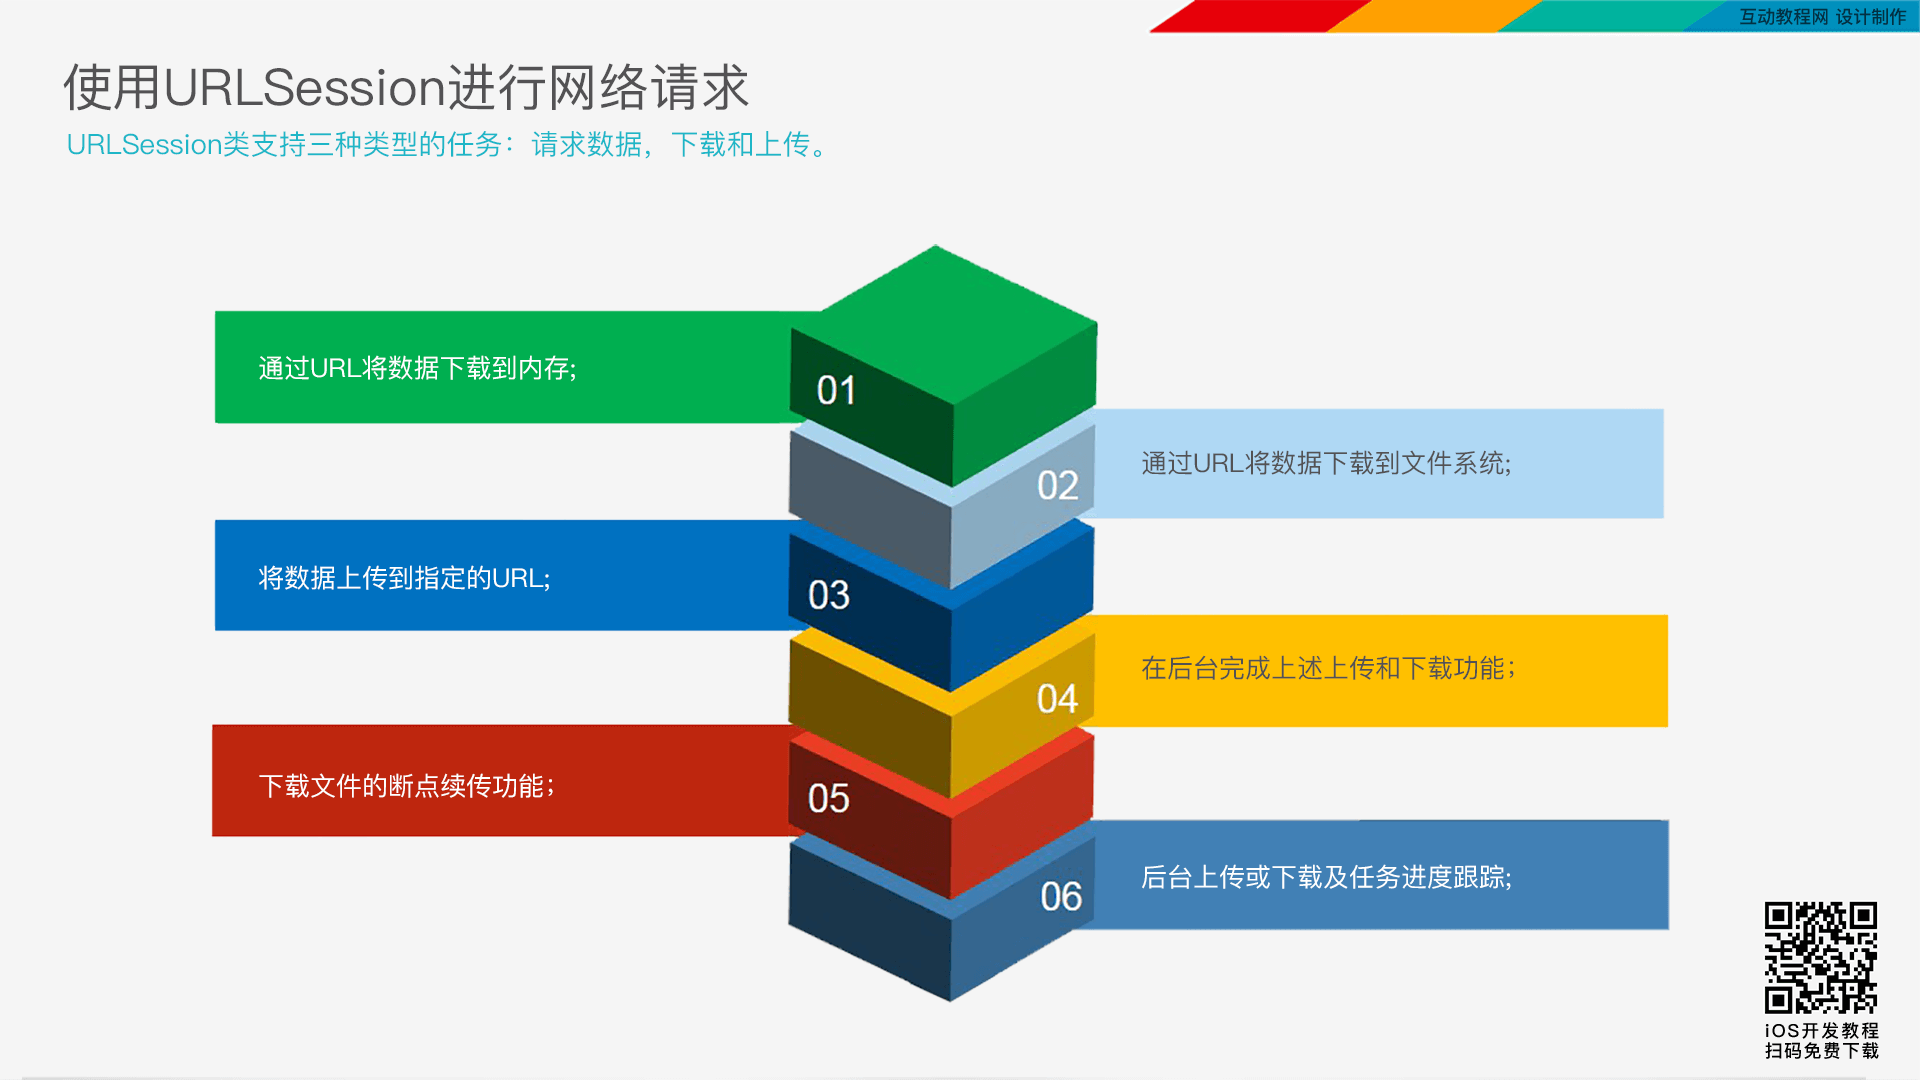 互动教程网 设计制作
使用URLSession进行网络请求
URLSession类支持三种类型的任务：请求数据，下载和上传。
通过URL将数据下载到内存;
01
通过URL将数据下载到文件系统;
02
将数据上传到指定的URL;
03
在后台完成上述上传和下载功能；
04
下载文件的断点续传功能；
05
后台上传或下载及任务进度跟踪;
06
iOS开发教程
扫码免费下载